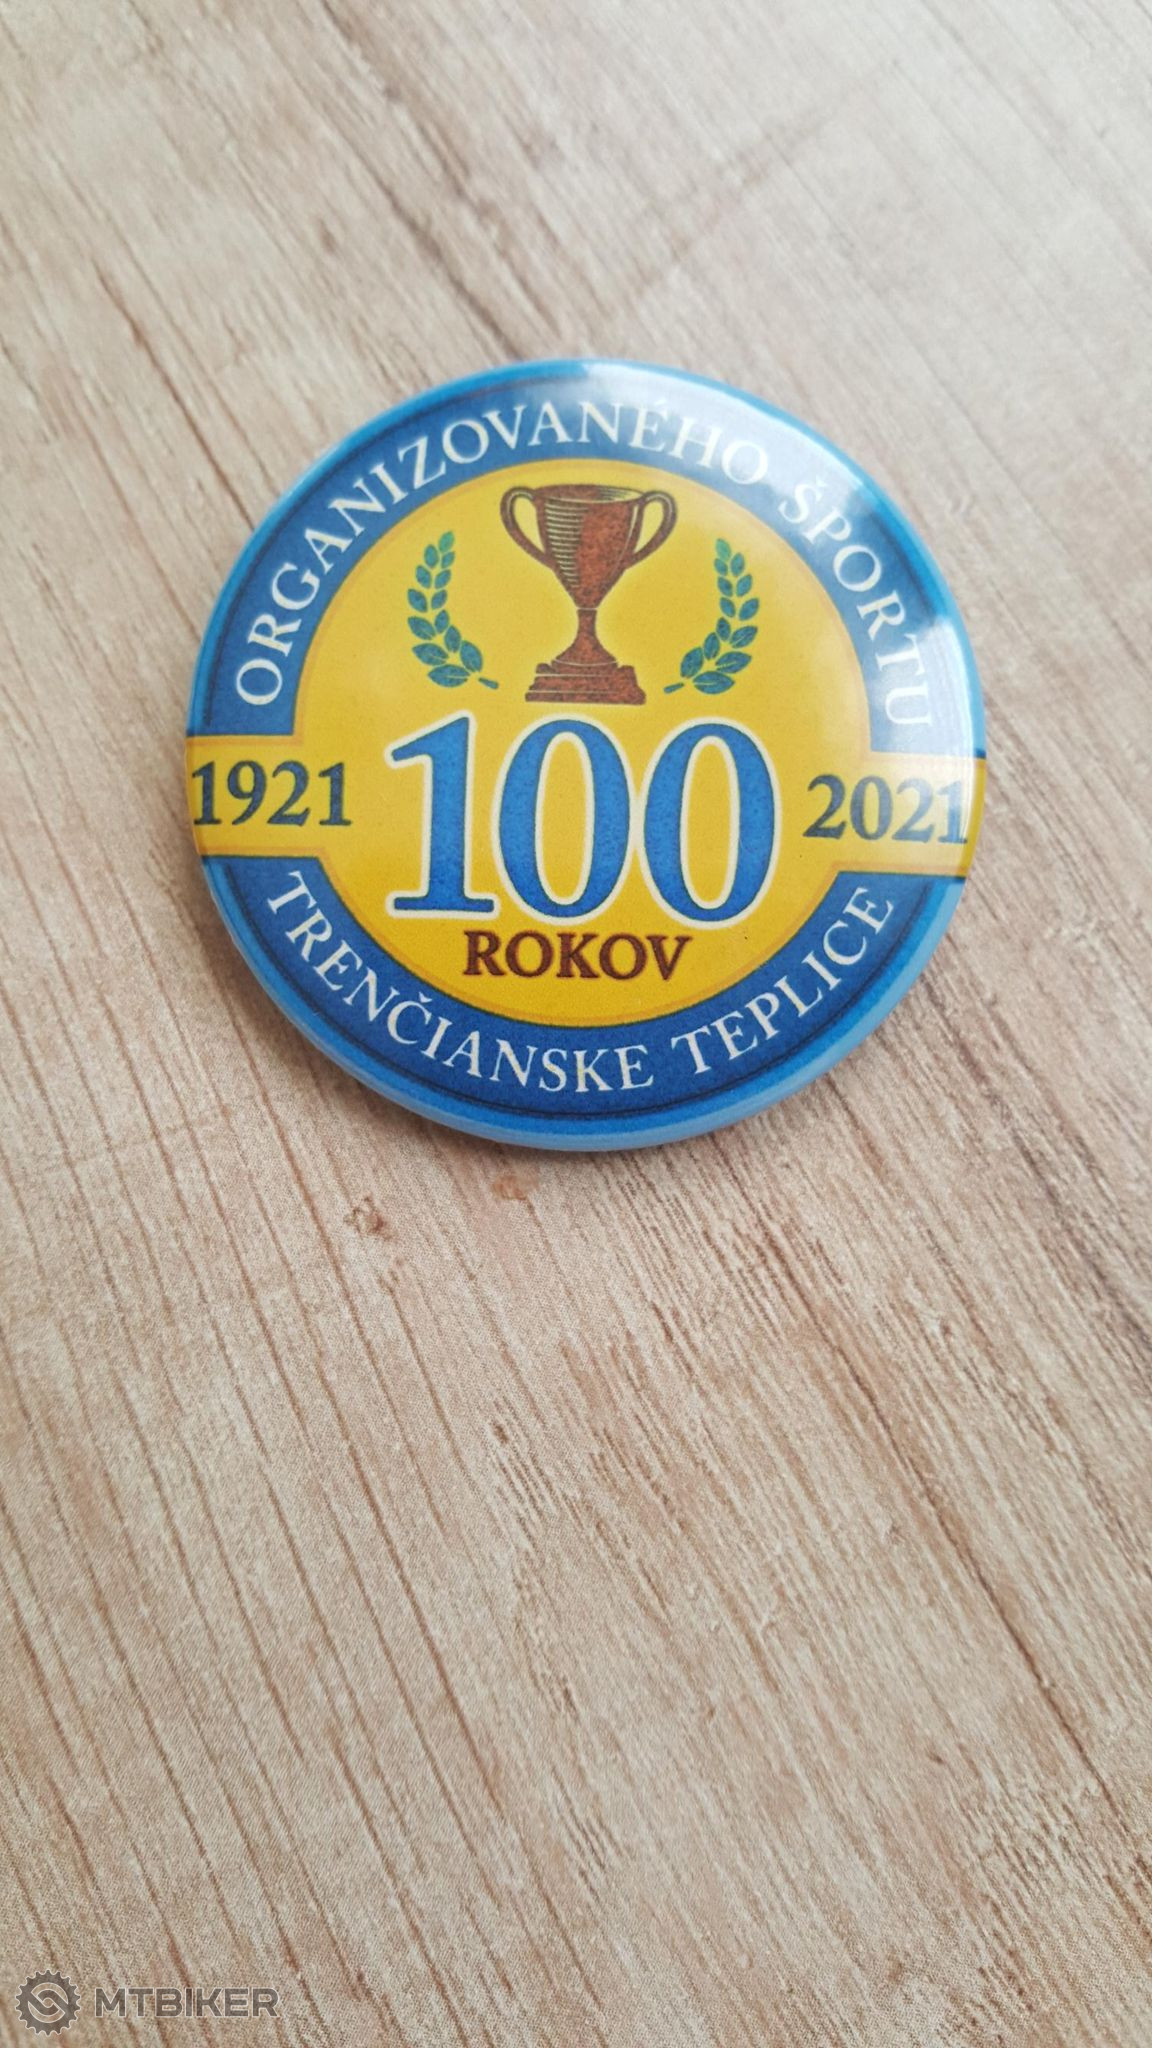 ORGANIZOVANÉHO ŠPORTU
1921 100 2021
ROKOV
TRENČIANSKE TEPLICE
MTBIKER